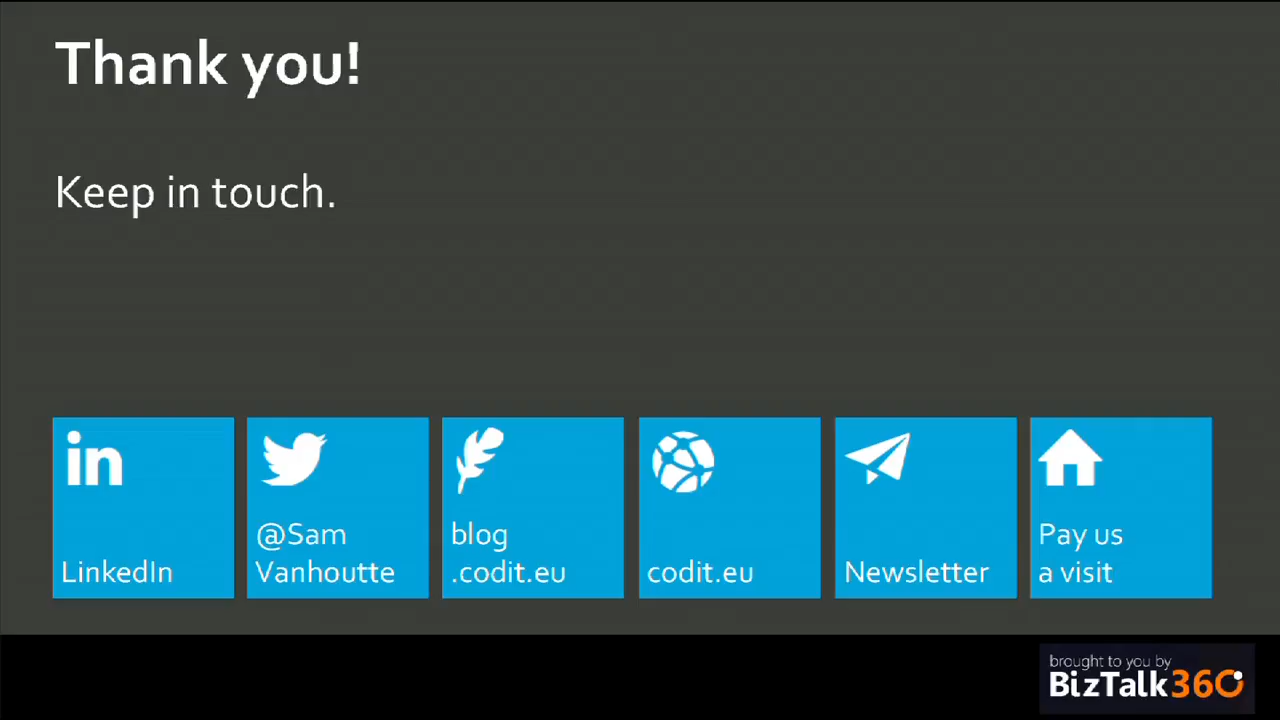 Thank you!
Keep in touch.
in
LinkedIn
@Sam
Vanhoutte
blog
.codit.eu
codit.eu
Newsletter
Pay us
a visit
brought to you by
BizTalk360